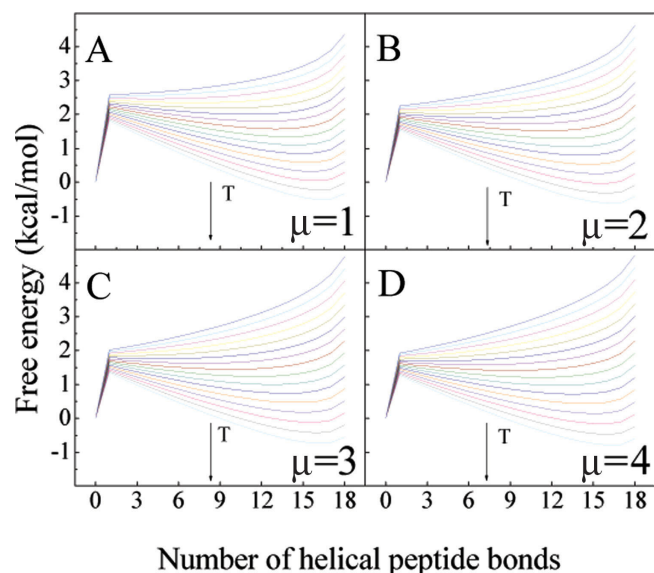 Free energy (kcal/mol)
A
4
3
2
1
0
-1
T
μ=1
B
T
μ=2
C
4
3
2
1
0
-1
T
μ=3
D
T
μ=4
0 3 6 9 12 15 18
0 3 6 9 12 15 18
Number of helical peptide bonds